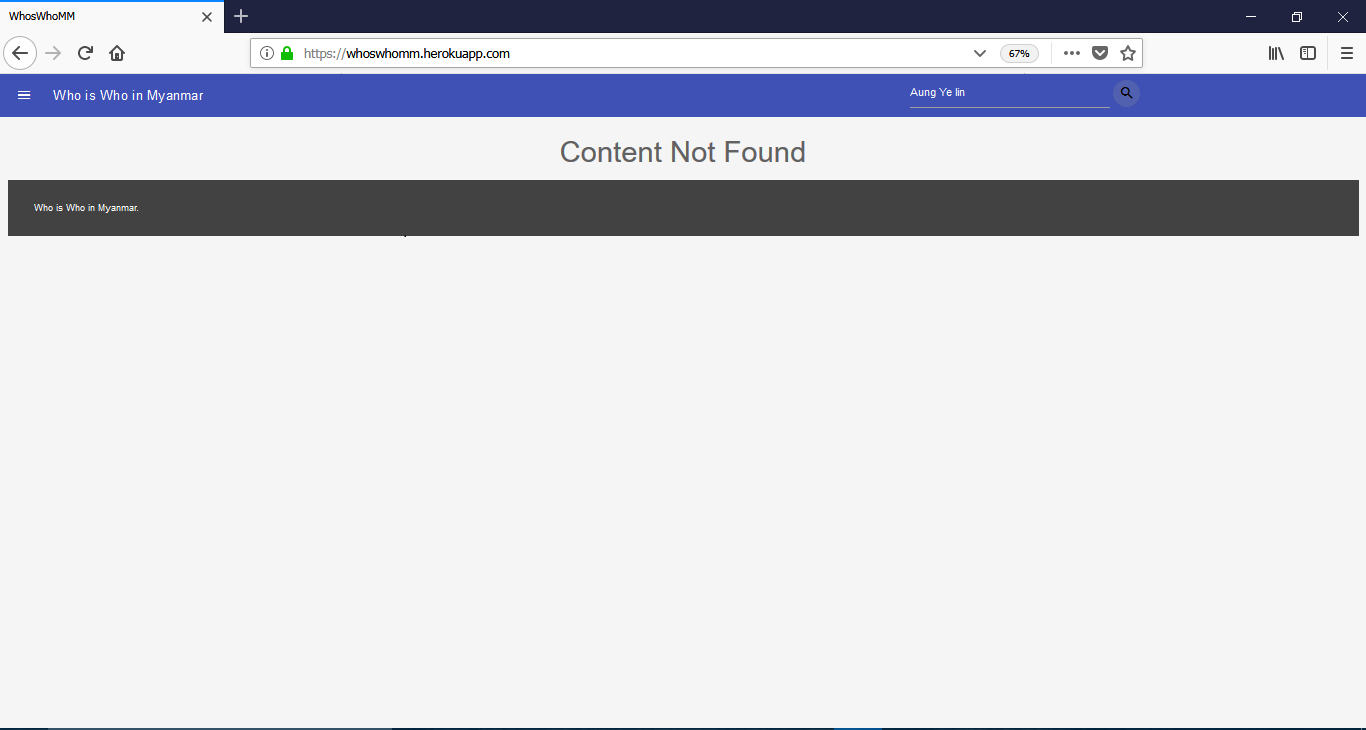 WhosWhoMM
https://whoswhomm.herokuapp.com
67%
Who is Who in Myanmar
Aung Ye lin
Content Not Found
Who is Who in Myanmar.